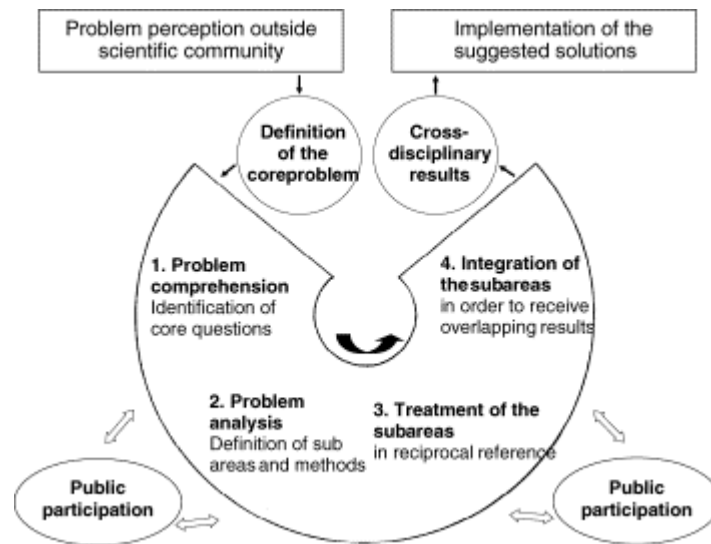 Problem perception outside
scientific community
Implementation of the
suggested solutions
Definition
of the
coreproblem
Cross-
disciplinary
results
1. Problem
comprehension
Identification of
core questions
4. Integration of
the subareas
in order to receive
overlapping results
2. Problem
analysis
Definition of sub
areas and methods
3. Treatment of the
subareas
in reciprocal reference
Public
participation
Public
participation